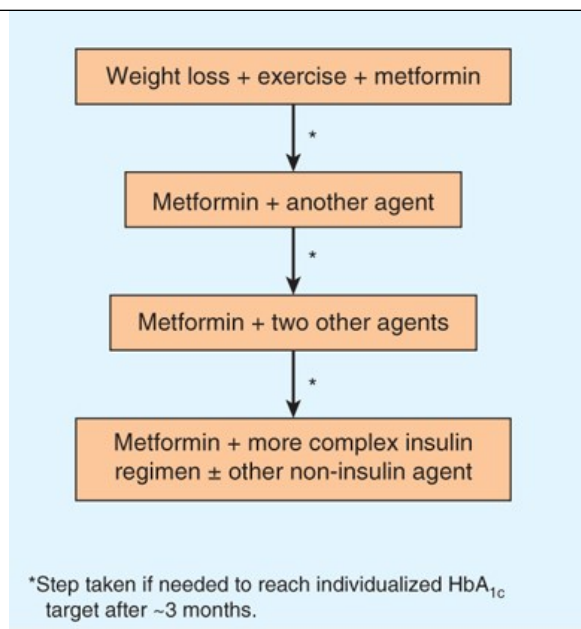 Weight loss + exercise + metformin
*
Metformin + another agent
*
Metformin + two other agents
*
Metformin + more complex insulin
regimen ± other non-insulin agent
*Step taken if needed to reach individualized HbA1c
target after ~3 months.